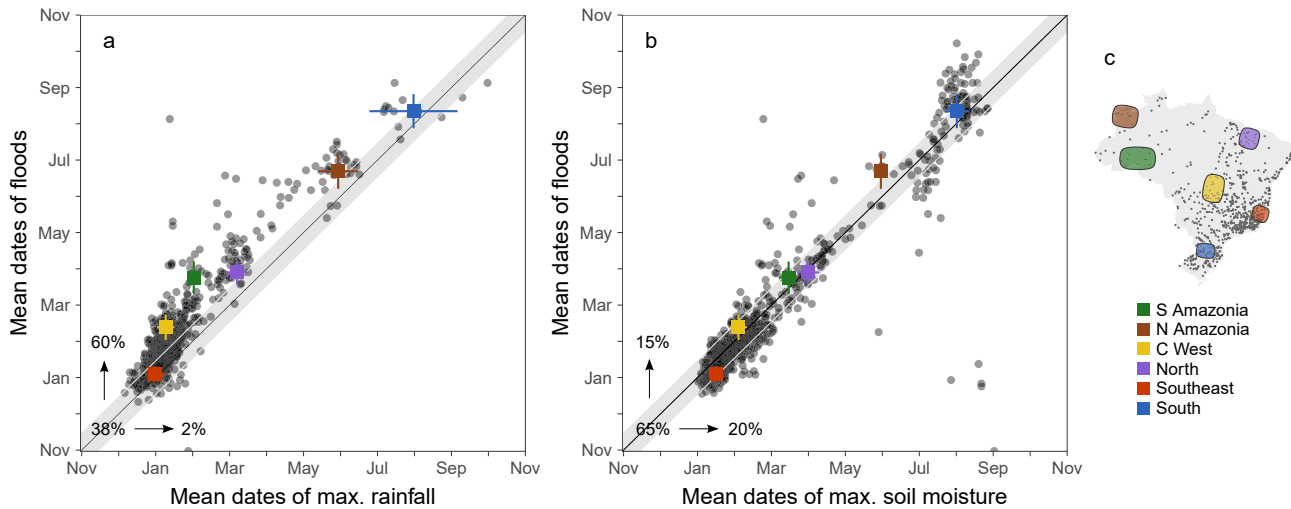 a
Mean dates of floods
Nov
Sep
Jul
May
Mar
Jan
Nov
60%
38%
2%
Nov
Jan
Mar
May
Jul
Sep
Nov
Mean dates of max. rainfall
b
Mean dates of floods
Nov
Sep
Jul
May
Mar
Jan
Nov
15%
65%
20%
Nov
Jan
Mar
May
Jul
Sep
Nov
Mean dates of max. soil moisture
c
S Amazonia
N Amazonia
C West
North
Southeast
South